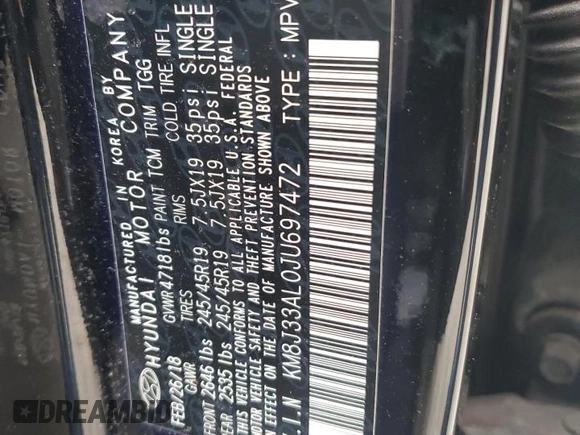 MANUFACTURED IN KOREA BY
HYUNDAI MOTOR COMPANY
FEB/26/18 GVWR 4718lbs PAINT TCM TRIM TGG
GAWR TIRES RIMS COLD TIRE INFL
FRONT 2646 lbs 245/45R19 7.5JX19 35psi SINGLE
REAR 2535 lbs 245/45R19 7.5JX19 35psi SINGLE
THIS VEHICLE CONFORMS TO ALL APPLICABLE U.S.A. FEDERAL
MOTOR VEHICLE SAFETY, AND THEFT PREVENTION STANDARDS
IN EFFECT ON THE DATE OF MANUFACTURE SHOWN ABOVE
V.I.N KM8J33AL0JU697472 TYPE : MPV
DREAMBID